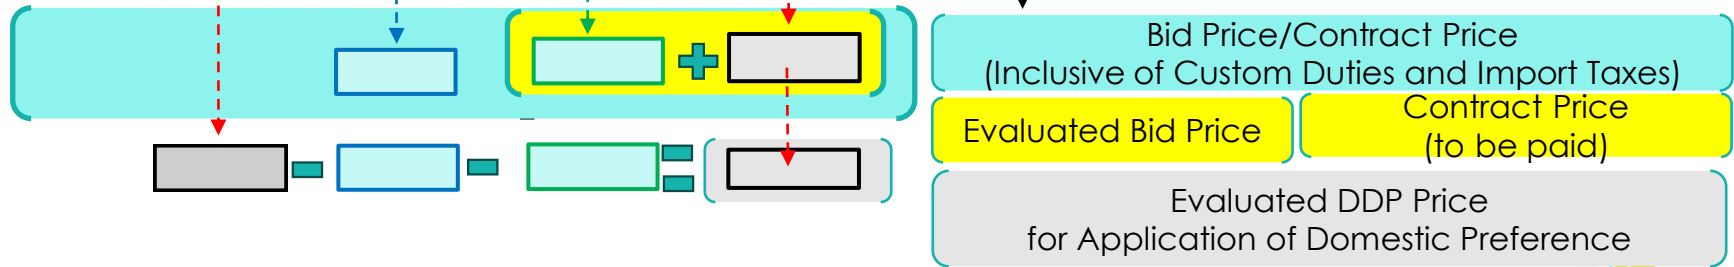 Bid Price/Contract Price
(Inclusive of Custom Duties and Import Taxes)
Evaluated Bid Price
Contract Price
(to be paid)
Evaluated DDP Price
for Application of Domestic Preference